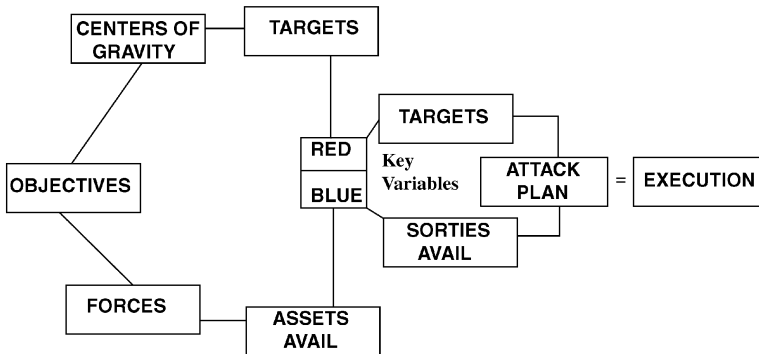 CENTERS OF
GRAVITY
TARGETS
OBJECTIVES
RED
BLUE
Key
Variables
TARGETS
ATTACK
PLAN
=
EXECUTION
SORTIES
AVAIL
FORCES
ASSETS
AVAIL